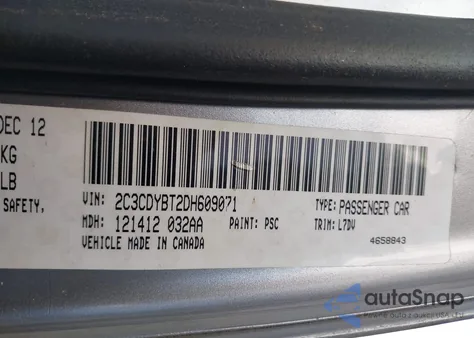 DEC 12
KG
LB
SAFETY,
VIN: 2C3CDYBT2DH609071 TYPE: PASSENGER CAR
MDH: 121412 032AA PAINT: PSC TRIM: L7DV
VEHICLE MADE IN CANADA 4658843
autoSnap